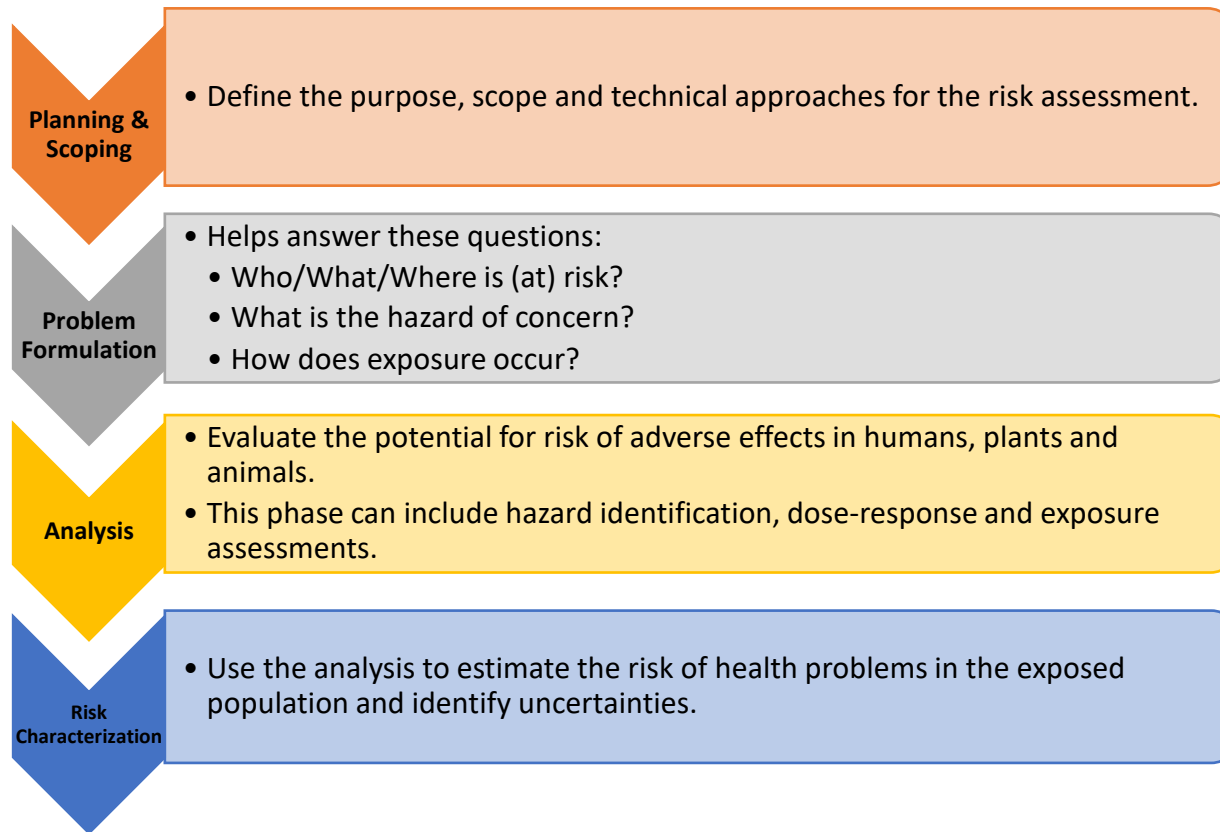 Planning &
Scoping
• Define the purpose, scope and technical approaches for the risk assessment.
Problem
Formulation
• Helps answer these questions:
• Who/What/Where is (at) risk?
• What is the hazard of concern?
• How does exposure occur?
Analysis
• Evaluate the potential for risk of adverse effects in humans, plants and
animals.
• This phase can include hazard identification, dose-response and exposure
assessments.
Risk
Characterization
• Use the analysis to estimate the risk of health problems in the exposed
population and identify uncertainties.